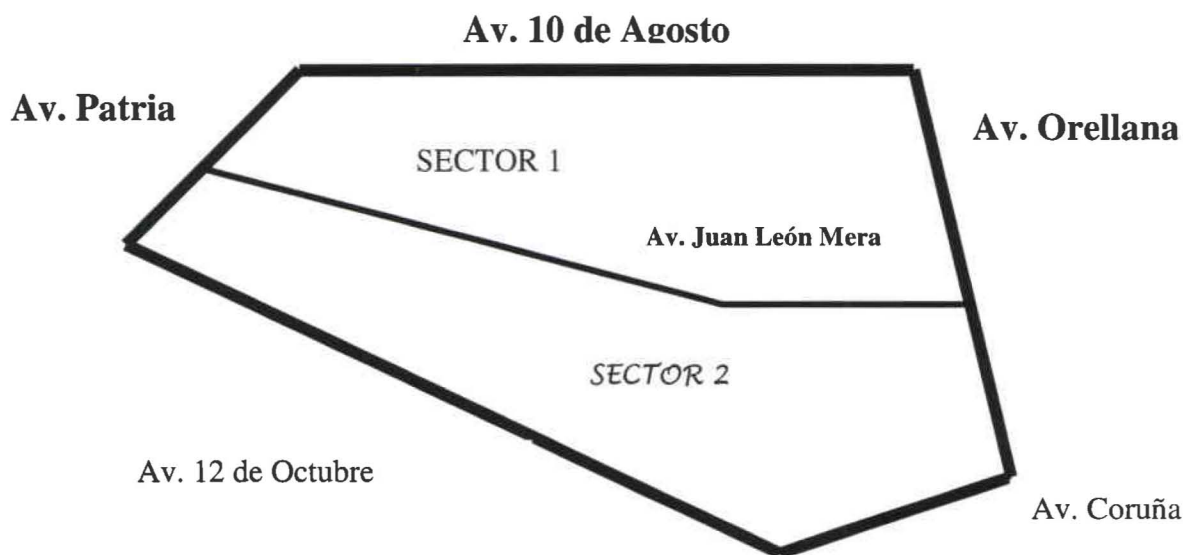 Av. 10 de Agosto
Av. Patria
Av. Orellana
SECTOR 1
Av. Juan León Mera
SECTOR 2
Av. 12 de Octubre
Av. Coruña